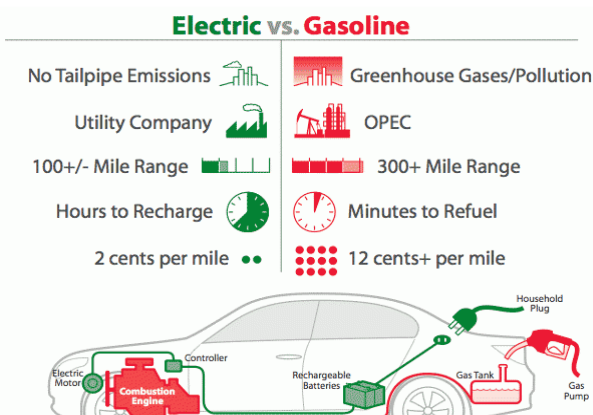 Electric vs. Gasoline
No Tailpipe Emissions
Greenhouse Gases/Pollution
Utility Company
OPEC
100+/- Mile Range
300+ Mile Range
Hours to Recharge
Minutes to Refuel
2 cents per mile
12 cents+ per mile
Household
Plug
Controller
Electric
Motor
Combustion
Engine
Rechargeable
Batteries
Gas Tank
Gas
Pump